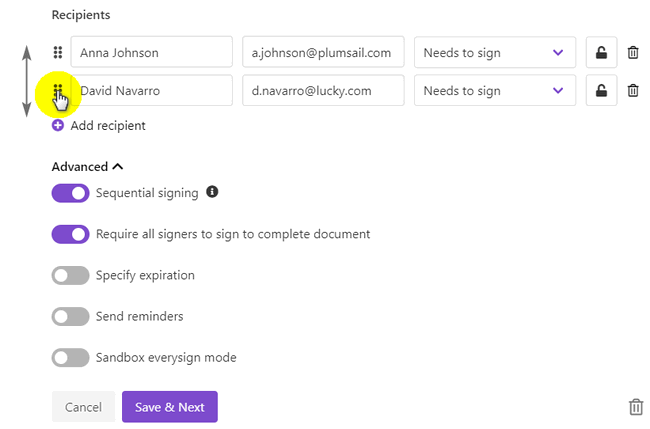 Recipients
Anna Johnson a.johnson@plumsail.com Needs to sign
David Navarro d.navarro@lucky.com Needs to sign
Add recipient
Advanced
Sequential signing
Require all signers to sign to complete document
Specify expiration
Send reminders
Sandbox everysign mode
Cancel Save & Next